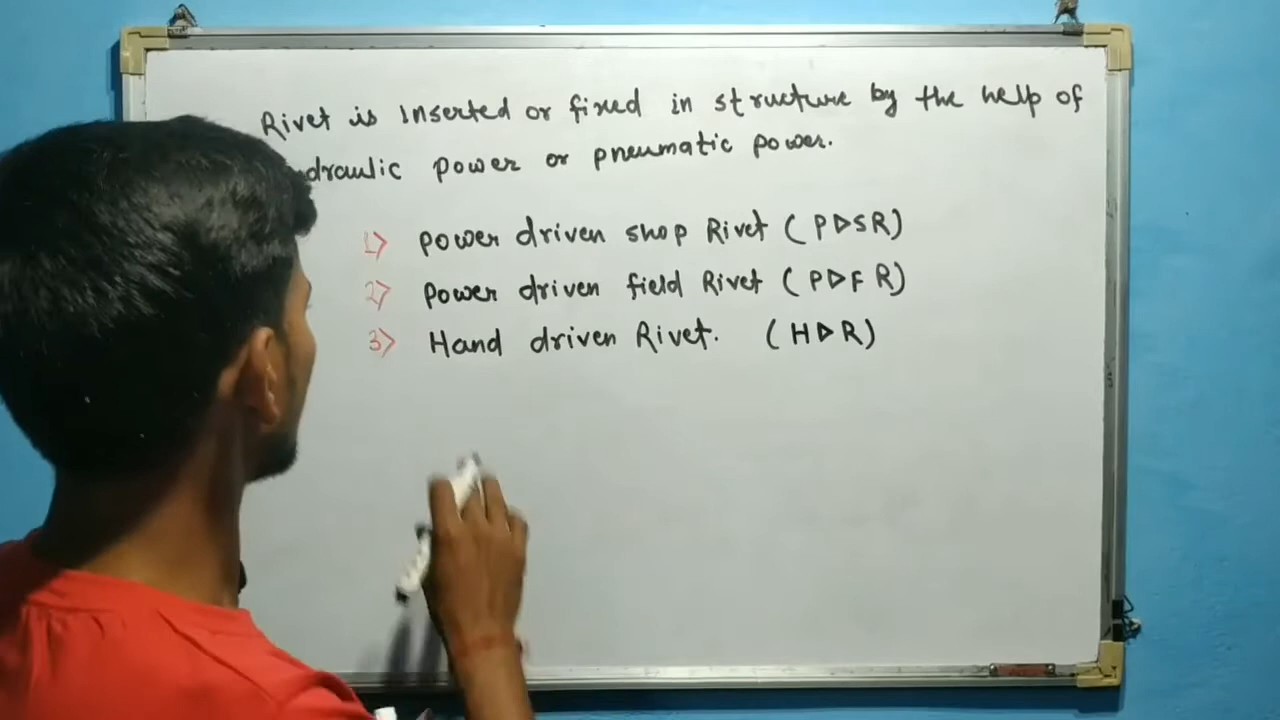 Rivet is Inserted or fixed in structure by the help of
draulic power or pneumatic power.
1> power driven shop Rivet (PDSR)
2> Power driven field Rivet (PDFR)
3> Hand driven Rivet. (HDR)